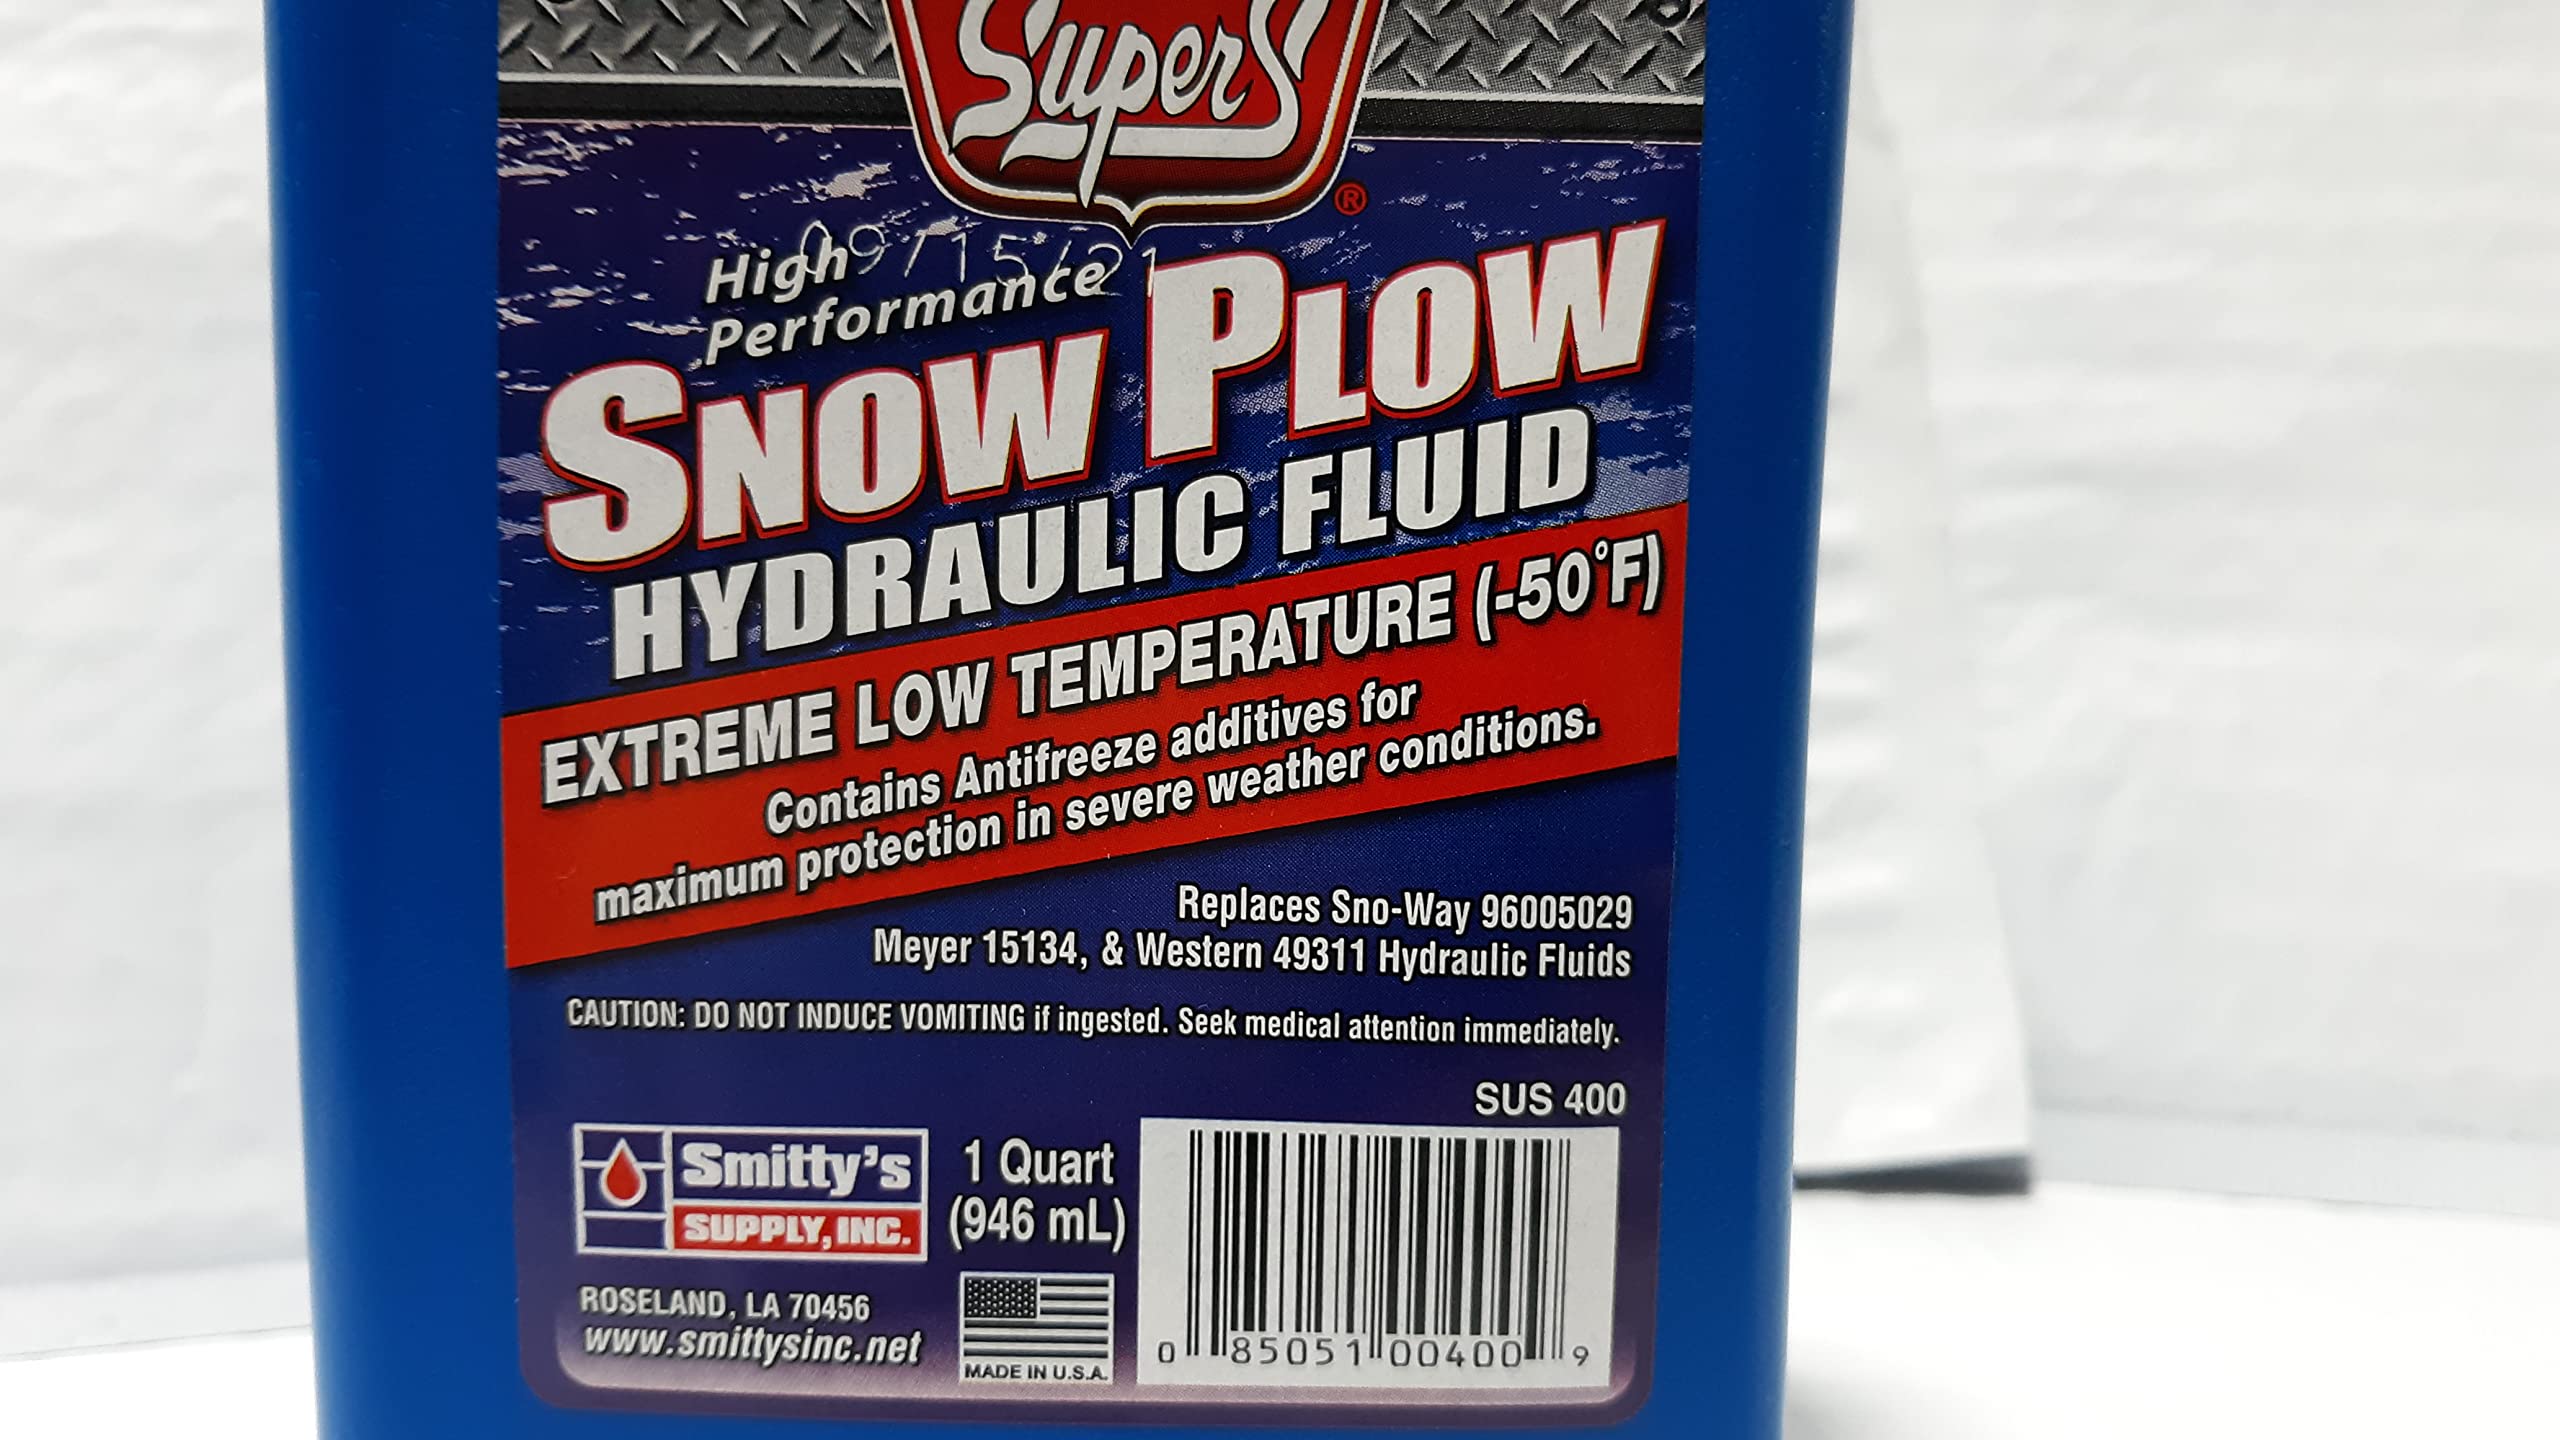 SuperS
®
09/15/21
High
Performance
SNOW PLOW
HYDRAULIC FLUID
EXTREME LOW TEMPERATURE (-50°F)
Contains Antifreeze additives for
maximum protection in severe weather conditions.
Replaces Sno-Way 96005029
Meyer 15134, & Western 49311 Hydraulic Fluids
CAUTION: DO NOT INDUCE VOMITING if ingested. Seek medical attention immediately.
SUS 400
Smitty's
SUPPLY, INC.
1 Quart
(946 mL)
ROSELAND, LA 70456
www.smittysinc.net
MADE IN U.S.A.
0 85051 00400 9